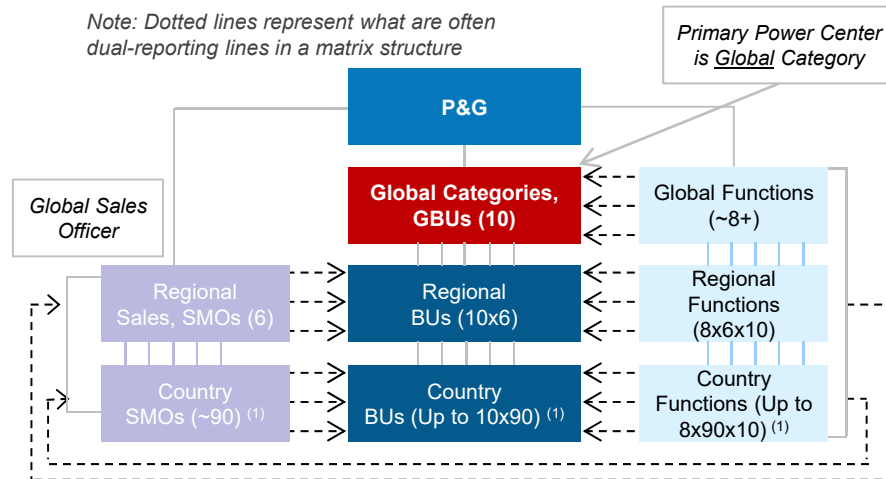 Note: Dotted lines represent what are often
dual-reporting lines in a matrix structure
Primary Power Center
is Global Category
P&G
Global Sales
Officer
Global Categories,
GBUs (10)
Global Functions
(~8+)
Regional
Sales, SMOs (6)
Regional
BUs (10x6)
Regional
Functions
(8x6x10)
Country
SMOs (~90) (1)
Country
BUs (Up to 10x90) (1)
Country
Functions (Up to
8x90x10) (1)